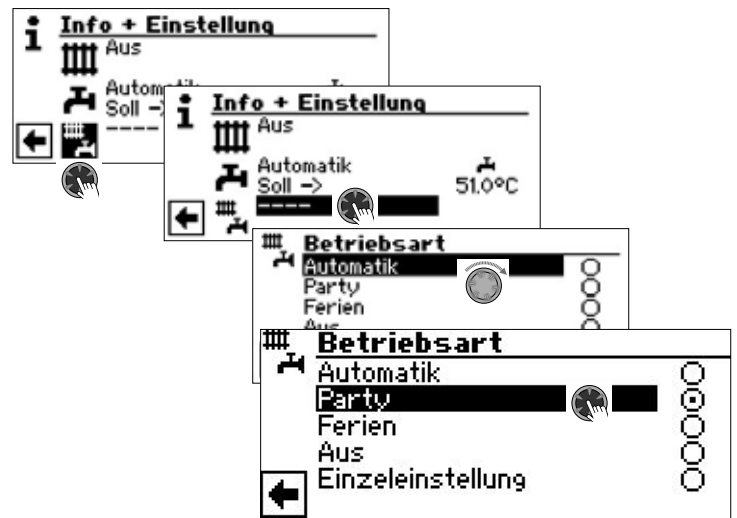 Info + Einstellung
Aus
Automatik
Soll ->
----
Info + Einstellung
Aus
Automatik
Soll -> 51.0°C
----
Betriebsart
Automatik
Party
Ferien
Aus
Betriebsart
Automatik
Party
Ferien
Aus
Einzeleinstellung